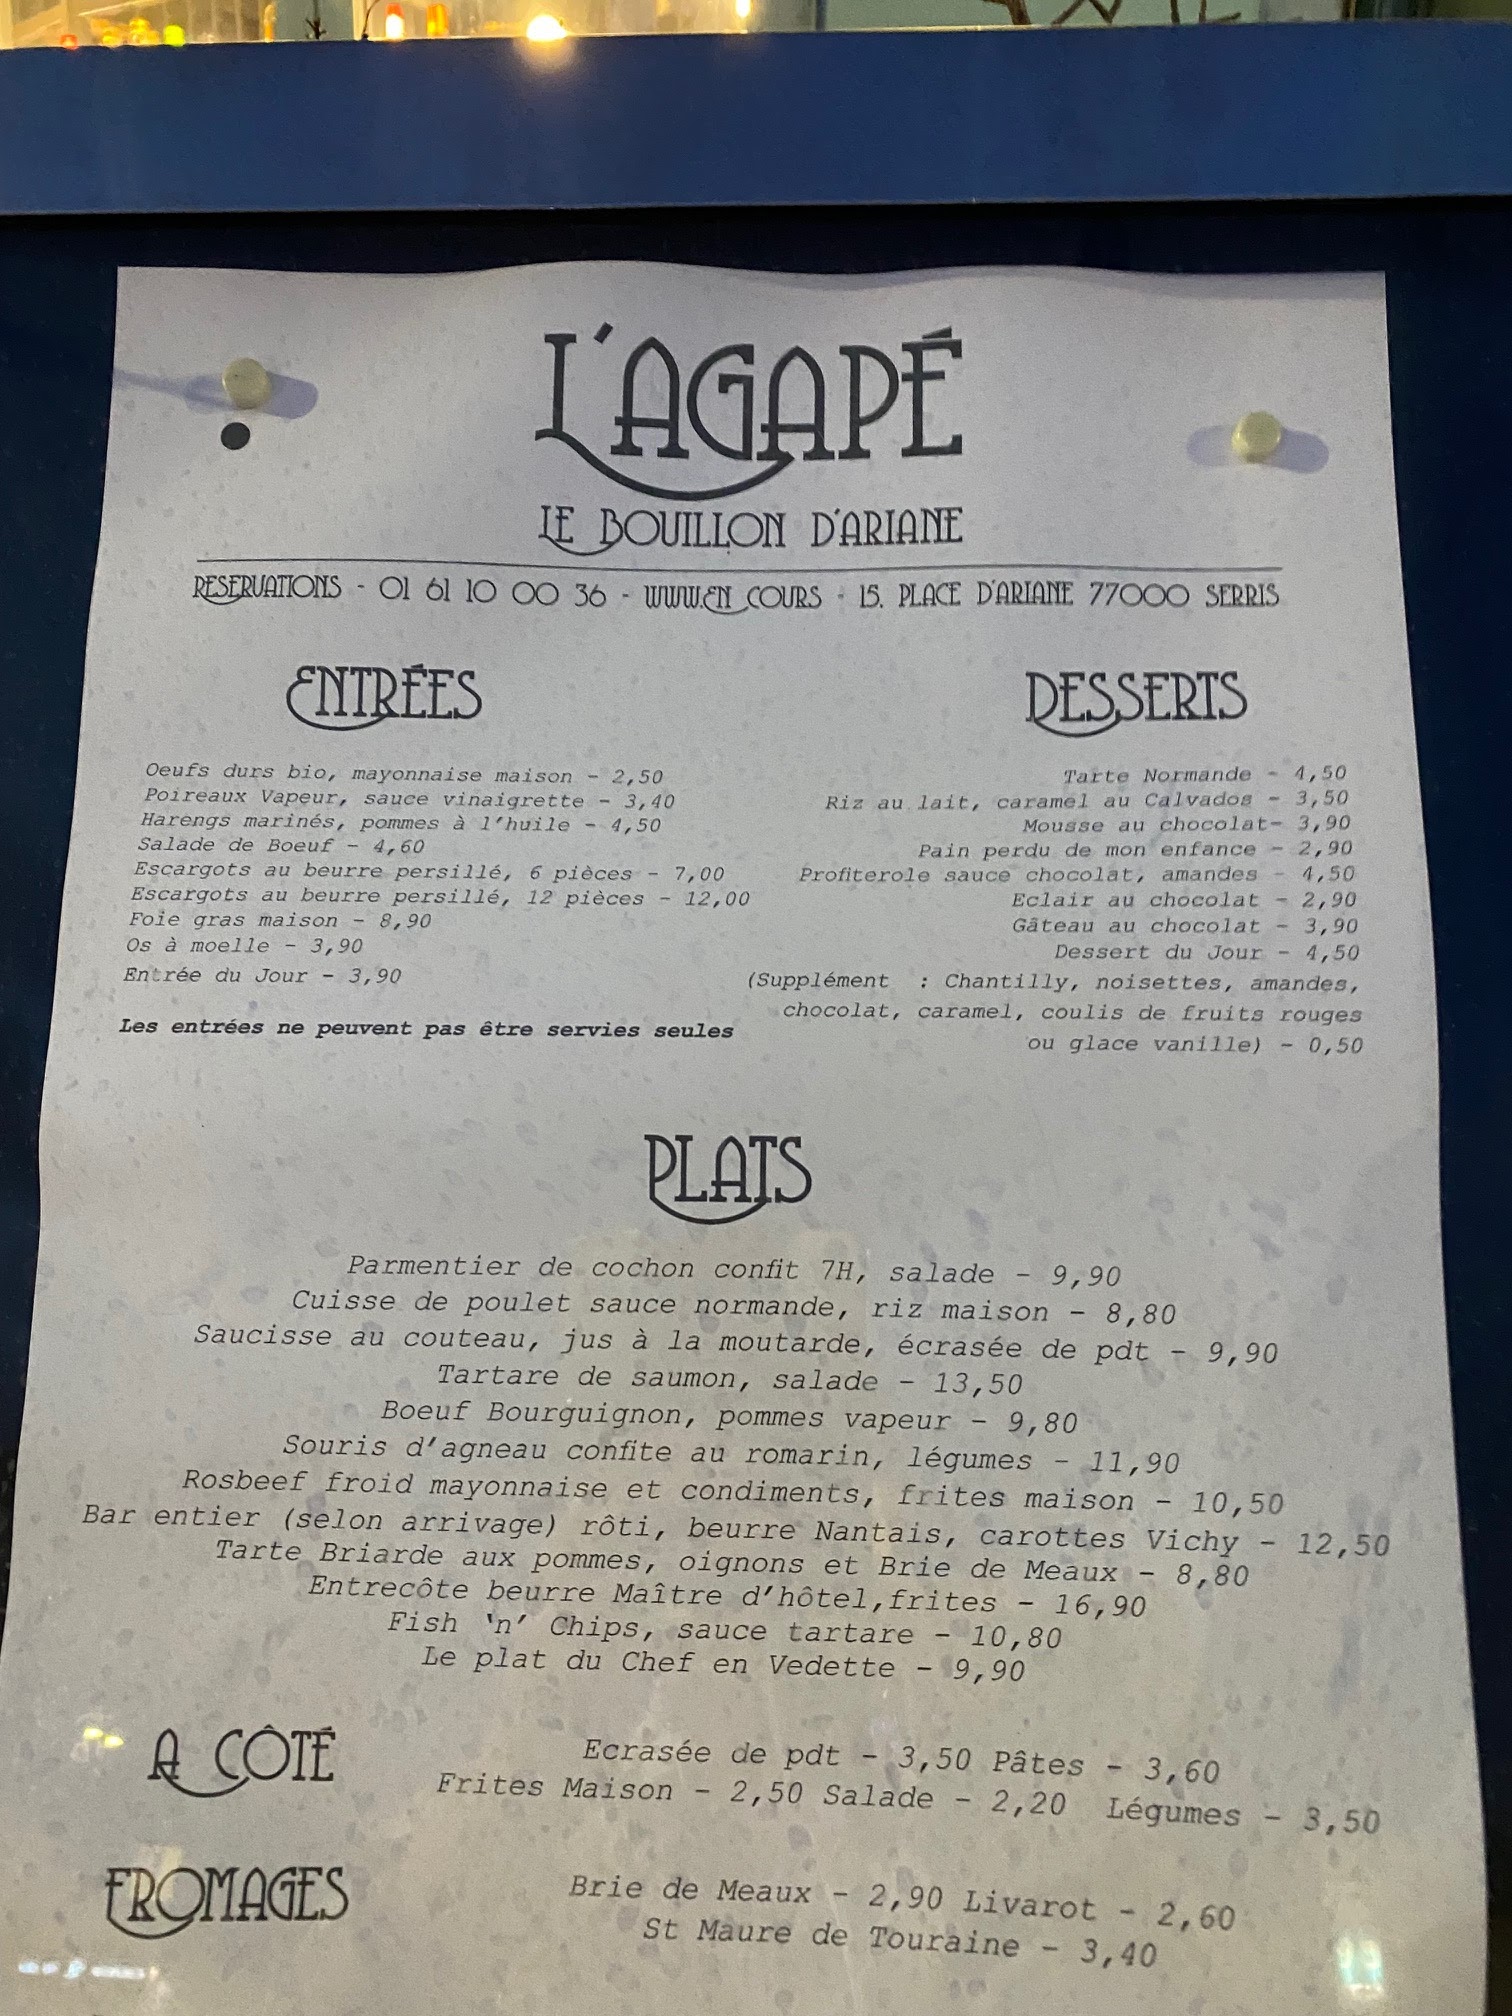 L'AGAPÉ
LE BOUILLON D'ARIANE
RESERVATIONS - 01 61 10 00 36 - WWW.EN COURS - 15, PLACE D'ARIANE 77000 SERRIS
ENTRÉES
Oeufs durs bio, mayonnaise maison - 2,50
Poireaux Vapeur, sauce vinaigrette - 3,40
Harengs marinés, pommes à l'huile - 4,50
Salade de Boeuf - 4,60
Escargots au beurre persillé, 6 pièces - 7,00
Escargots au beurre persillé, 12 pièces - 12,00
Foie gras maison - 8,90
Os à moelle - 3,90
Entrée du Jour - 3,90
Les entrées ne peuvent pas être servies seules
DESSERTS
Tarte Normande - 4,50
Riz au lait, caramel au Calvados - 3,50
Mousse au chocolat- 3,90
Pain perdu de mon enfance - 2,90
Profiterole sauce chocolat, amandes - 4,50
Eclair au chocolat - 2,90
Gâteau au chocolat - 3,90
Dessert du Jour - 4,50
(Supplément : Chantilly, noisettes, amandes,
chocolat, caramel, coulis de fruits rouges
ou glace vanille) - 0,50
PLATS
Parmentier de cochon confit 7H, salade - 9,90
Cuisse de poulet sauce normande, riz maison - 8,80
Saucisse au couteau, jus à la moutarde, écrasée de pdt - 9,90
Tartare de saumon, salade - 13,50
Boeuf Bourguignon, pommes vapeur - 9,80
Souris d'agneau confite au romarin, légumes - 11,90
Rosbeef froid mayonnaise et condiments, frites maison - 10,50
Bar entier (selon arrivage) rôti, beurre Nantais, carottes Vichy - 12,50
Tarte Briarde aux pommes, oignons et Brie de Meaux - 8,80
Entrecôte beurre Maître d'hôtel,frites - 16,90
Fish 'n' Chips, sauce tartare - 10,80
Le plat du Chef en Vedette - 9,90
A CÔTÉ
Ecrasée de pdt - 3,50 Pâtes - 3,60
Frites Maison - 2,50 Salade - 2,20 Légumes - 3,50
FROMAGES
Brie de Meaux - 2,90 Livarot - 2,60
St Maure de Touraine - 3,40